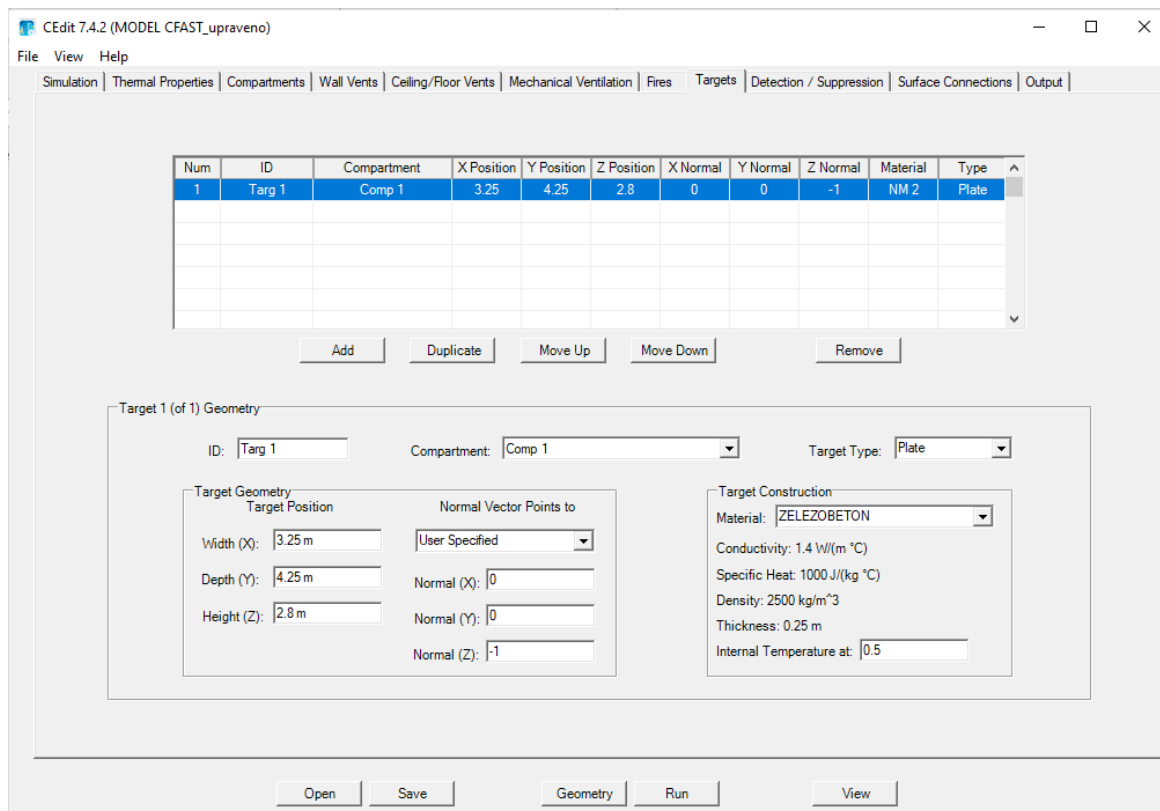 CEdit 7.4.2 (MODEL CFAST_upraveno)
File View Help
Simulation Thermal Properties Compartments Wall Vents Ceiling/Floor Vents Mechanical Ventilation Fires Targets Detection / Suppression Surface Connections Output
Num ID Compartment X Position Y Position Z Position X Normal Y Normal Z Normal Material Type
1 Targ 1 Comp 1 3.25 4.25 2.8 0 0 -1 NM 2 Plate
Add Duplicate Move Up Move Down Remove
Target 1 (of 1) Geometry
ID: Targ 1 Compartment: Comp 1 Target Type: Plate
Target Geometry Target Construction
Target Position Normal Vector Points to
Material: ZELEZOBETON
Width (X): 3.25 m User Specified
Conductivity: 1.4 W/(m °C)
Depth (Y): 4.25 m Normal (X): 0 Specific Heat: 1000 J/(kg °C)
Density: 2500 kg/m^3
Height (Z): 2.8 m Normal (Y): 0
Thickness: 0.25 m
Normal (Z): -1 Internal Temperature at: 0.5
Open Save Geometry Run View